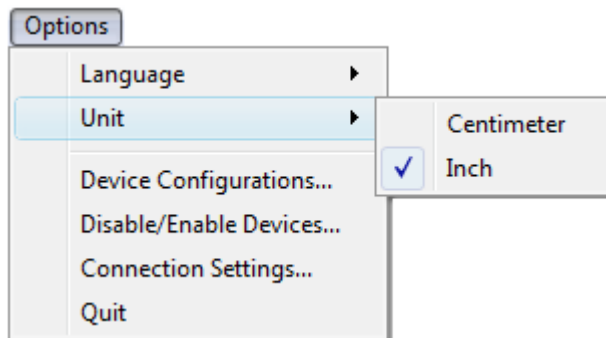 Options
Language
Unit
Centimeter
Inch
Device Configurations...
Disable/Enable Devices...
Connection Settings...
Quit